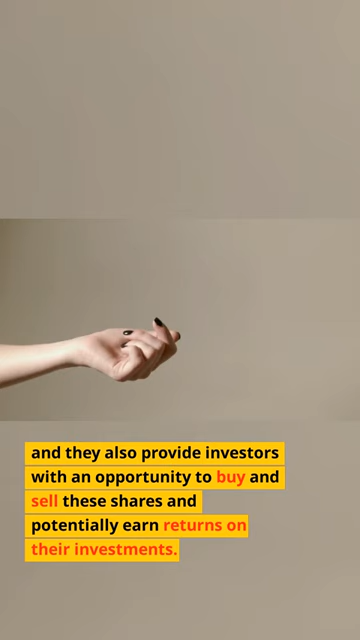 and they also provide investors
with an opportunity to buy and
sell these shares and
potentially earn returns on
their investments.